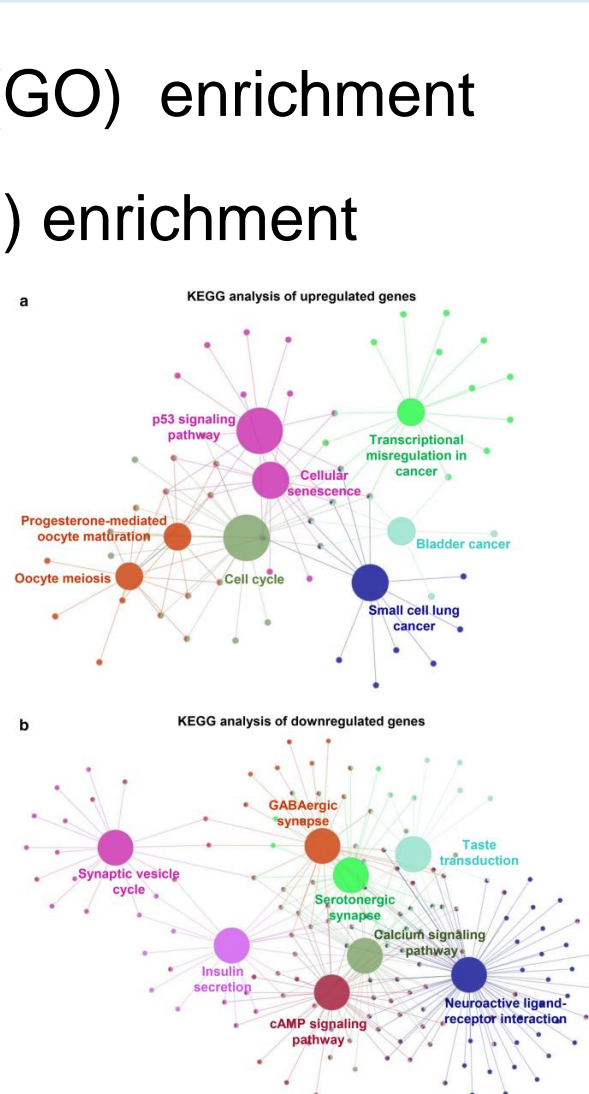 (GO) enrichment
) enrichment
a
KEGG analysis of upregulated genes
p53 signaling
pathway
Transcriptional
misregulation in
cancer
Cellular
senescence
Progesterone-mediated
oocyte maturation
Bladder cancer
Oocyte meiosis
Cell cycle
Small cell lung
cancer
b
KEGG analysis of downregulated genes
GABAergic
synapse
Taste
transduction
Synaptic vesicle
cycle
Serotonergic
synapse
Calcium signaling
pathway
Insulin
secretion
Neuroactive ligand-
receptor interaction
cAMP signaling
pathway